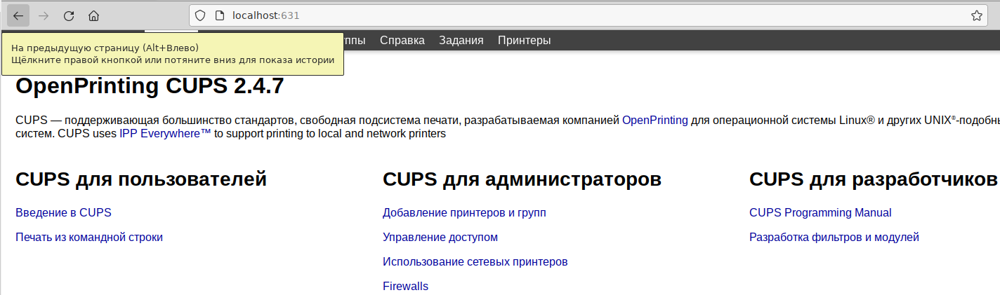 localhost:631
Справка Задания Принтеры
На предыдущую страницу (Alt+Влево)
Щёлкните правой кнопкой или потяните вниз для показа истории
OpenPrinting CUPS 2.4.7
CUPS — поддерживающая большинство стандартов, свободная подсистема печати, разрабатываемая компанией OpenPrinting для операционной системы Linux® и других UNIX®-подобны
систем. CUPS uses IPP Everywhere™ to support printing to local and network printers
CUPS для пользователей
Введение в CUPS
Печать из командной строки
CUPS для администраторов
Добавление принтеров и групп
Управление доступом
Использование сетевых принтеров
Firewalls
CUPS для разработчиков
CUPS Programming Manual
Разработка фильтров и модулей